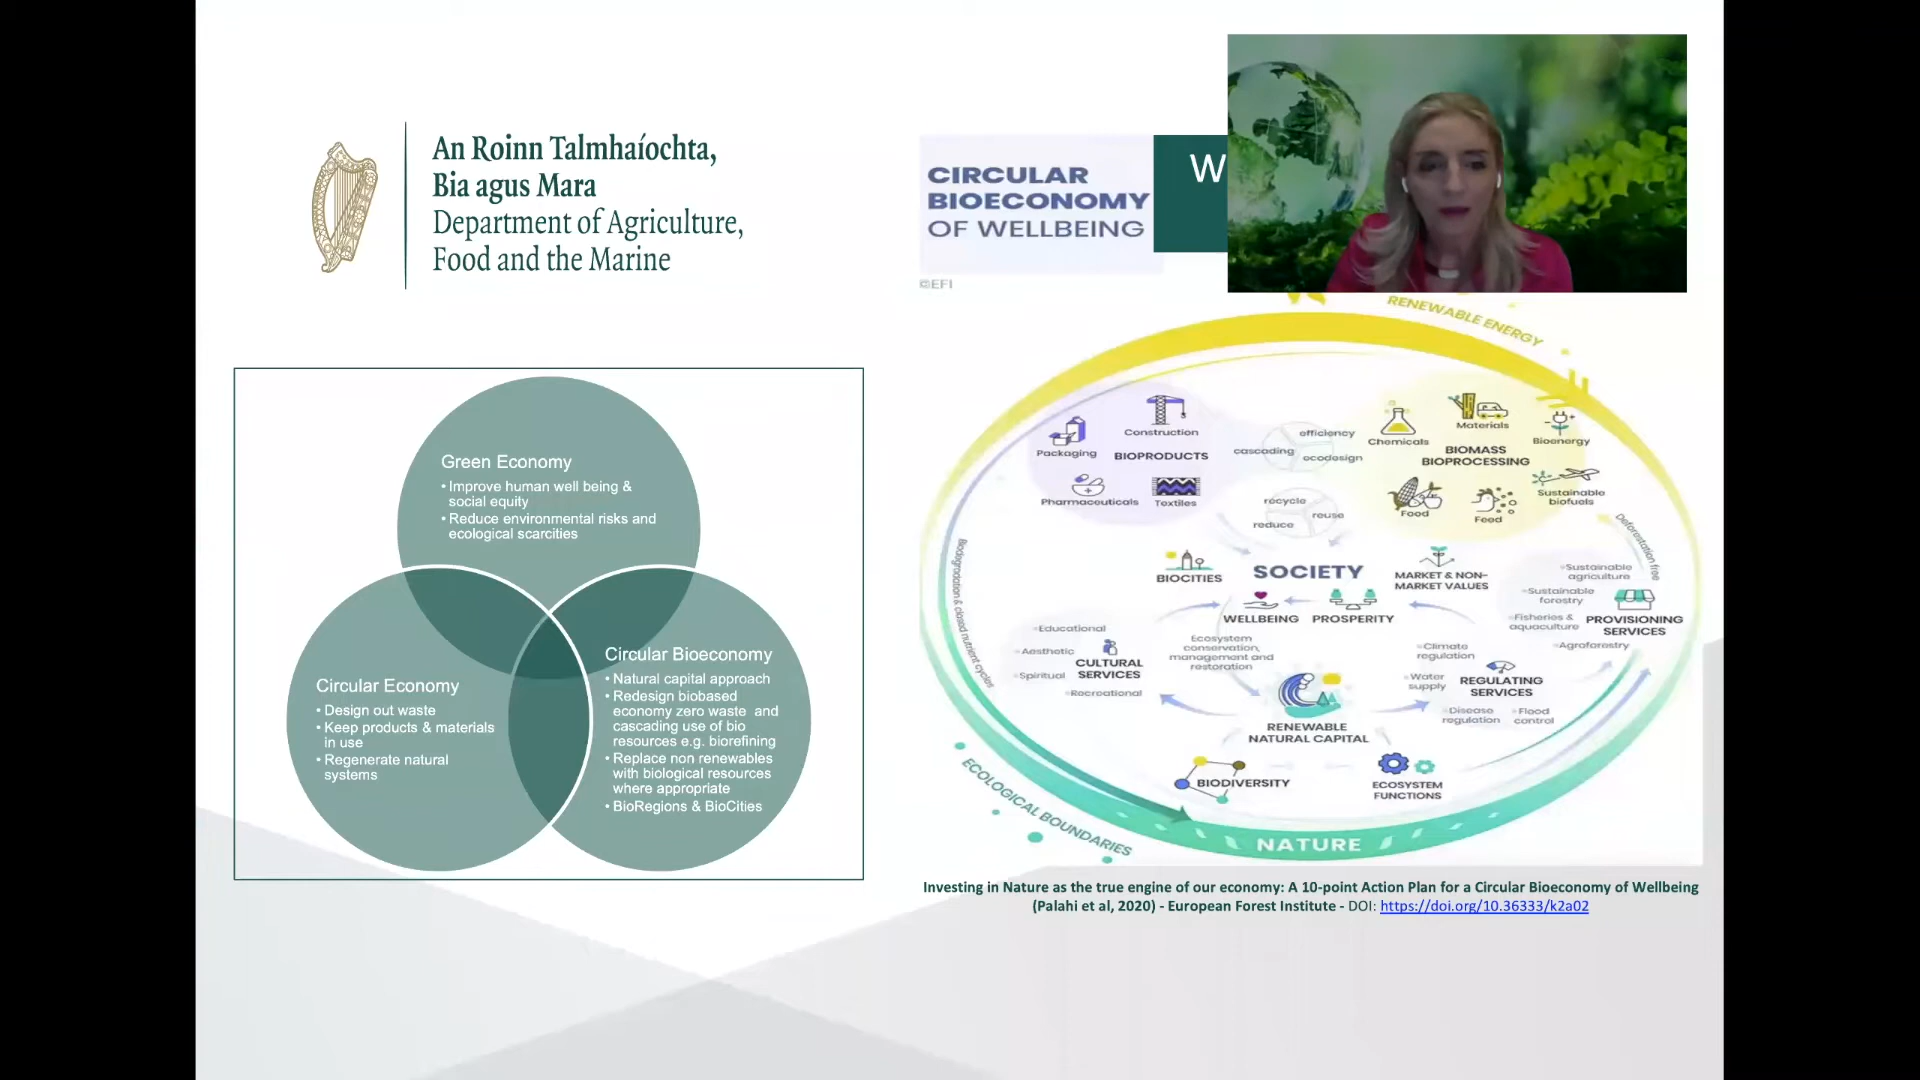 An Roinn Talmhaíochta,
Bia agus Mara
Department of Agriculture,
Food and the Marine
CIRCULAR
BIOECONOMY
OF WELLBEING
W
©EFI
Green Economy
• Improve human well being &
social equity
• Reduce environmental risks and
ecological scarcities
Circular Economy
• Design out waste
• Keep products & materials
in use
• Regenerate natural
systems
Circular Bioeconomy
• Natural capital approach
• Redesign biobased
economy zero waste and
cascading use of bio
resources e.g. biorefining
• Replace non renewables
with biological resources
where appropriate
• BioRegions & BioCities
RENEWABLE ENERGY
Construction
Packaging
BIOPRODUCTS
Pharmaceuticals
Textiles
efficiency
cascading
ecodesign
recycle
reuse
reduce
Chemicals
Materials
Bioenergy
BIOMASS
BIOPROCESSING
Food
Feed
Sustainable
biofuels
Deforestation free
Biodegradation & closed nutrient cycles
BIOCITIES
SOCIETY
MARKET & NON-
MARKET VALUES
WELLBEING
PROSPERITY
Sustainable
agriculture
Sustainable
forestry
Fisheries &
aquaculture
Agroforestry
PROVISIONING
SERVICES
Educational
Aesthetic
Spiritual
Recreational
CULTURAL
SERVICES
Ecosystem
conservation,
management and
restoration
Climate
regulation
Water
supply
REGULATING
SERVICES
Disease
regulation
Flood
control
RENEWABLE
NATURAL CAPITAL
BIODIVERSITY
ECOSYSTEM
FUNCTIONS
ECOLOGICAL BOUNDARIES
NATURE
Investing in Nature as the true engine of our economy: A 10-point Action Plan for a Circular Bioeconomy of Wellbeing
(Palahi et al, 2020) - European Forest Institute - DOI: https://doi.org/10.36333/k2a02